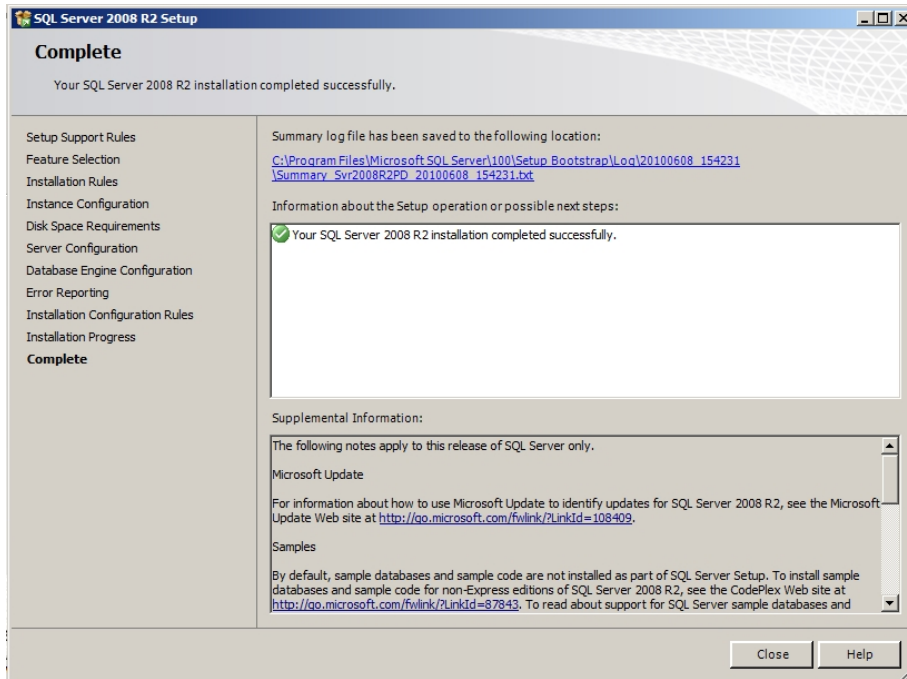 SQL Server 2008 R2 Setup
Complete
Your SQL Server 2008 R2 installation completed successfully.
Setup Support Rules
Feature Selection
Installation Rules
Instance Configuration
Disk Space Requirements
Server Configuration
Database Engine Configuration
Error Reporting
Installation Configuration Rules
Installation Progress
Complete
Summary log file has been saved to the following location:
C:\Program Files\Microsoft SQL Server\100\Setup Bootstrap\Log\20100608_154231
\Summary_Svr2008R2PD_20100608_154231.txt
Information about the Setup operation or possible next steps:
Your SQL Server 2008 R2 installation completed successfully.
Supplemental Information:
The following notes apply to this release of SQL Server only.
Microsoft Update
For information about how to use Microsoft Update to identify updates for SQL Server 2008 R2, see the Microsoft
Update Web site at http://go.microsoft.com/fwlink/?LinkId=108409.
Samples
By default, sample databases and sample code are not installed as part of SQL Server Setup. To install sample
databases and sample code for non-Express editions of SQL Server 2008 R2, see the CodePlex Web site at
http://go.microsoft.com/fwlink/?LinkId=87843. To read about support for SQL Server sample databases and
Close
Help